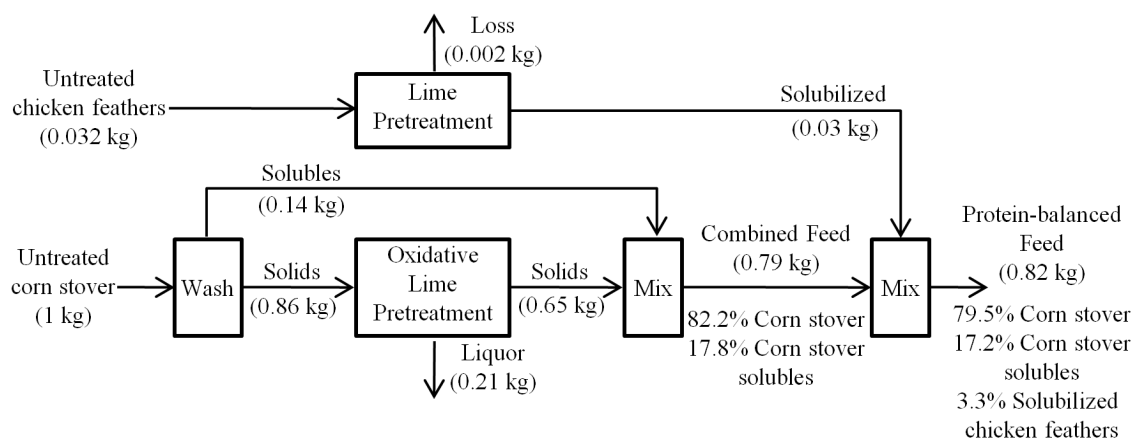 Loss
(0.002 kg)
Untreated
chicken feathers
(0.032 kg)
Lime
Pretreatment
Solubilized
(0.03 kg)
Solubles
(0.14 kg)
Untreated
corn stover
(1 kg)
Wash
Solids
(0.86 kg)
Oxidative
Lime
Pretreatment
Solids
(0.65 kg)
Liquor
(0.21 kg)
Mix
Combined Feed
(0.79 kg)
82.2% Corn stover
17.8% Corn stover
solubles
Mix
Protein-balanced
Feed
(0.82 kg)
79.5% Corn stover
17.2% Corn stover
solubles
3.3% Solubilized
chicken feathers